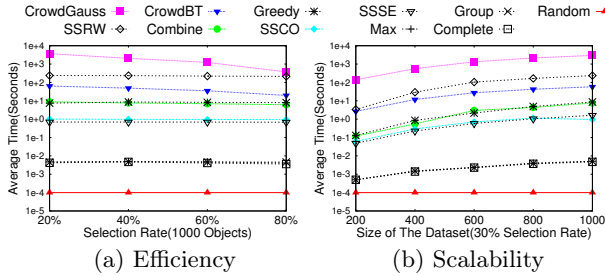 CrowdGauss CrowdBT Greedy SSSE Group Random
SSRW Combine SSCO Max Complete
Average Time(Seconds)
1e+4
1e+3
1e+2
1e+1
1e+0
1e-1
1e-2
1e-3
1e-4
1e-5
20% 40% 60% 80%
Selection Rate(1000 Objects)
(a) Efficiency
Average Time(Seconds)
1e+4
1e+3
1e+2
1e+1
1e+0
1e-1
1e-2
1e-3
1e-4
1e-5
200 400 600 800 1000
Size of The Dataset(30% Selection Rate)
(b) Scalability